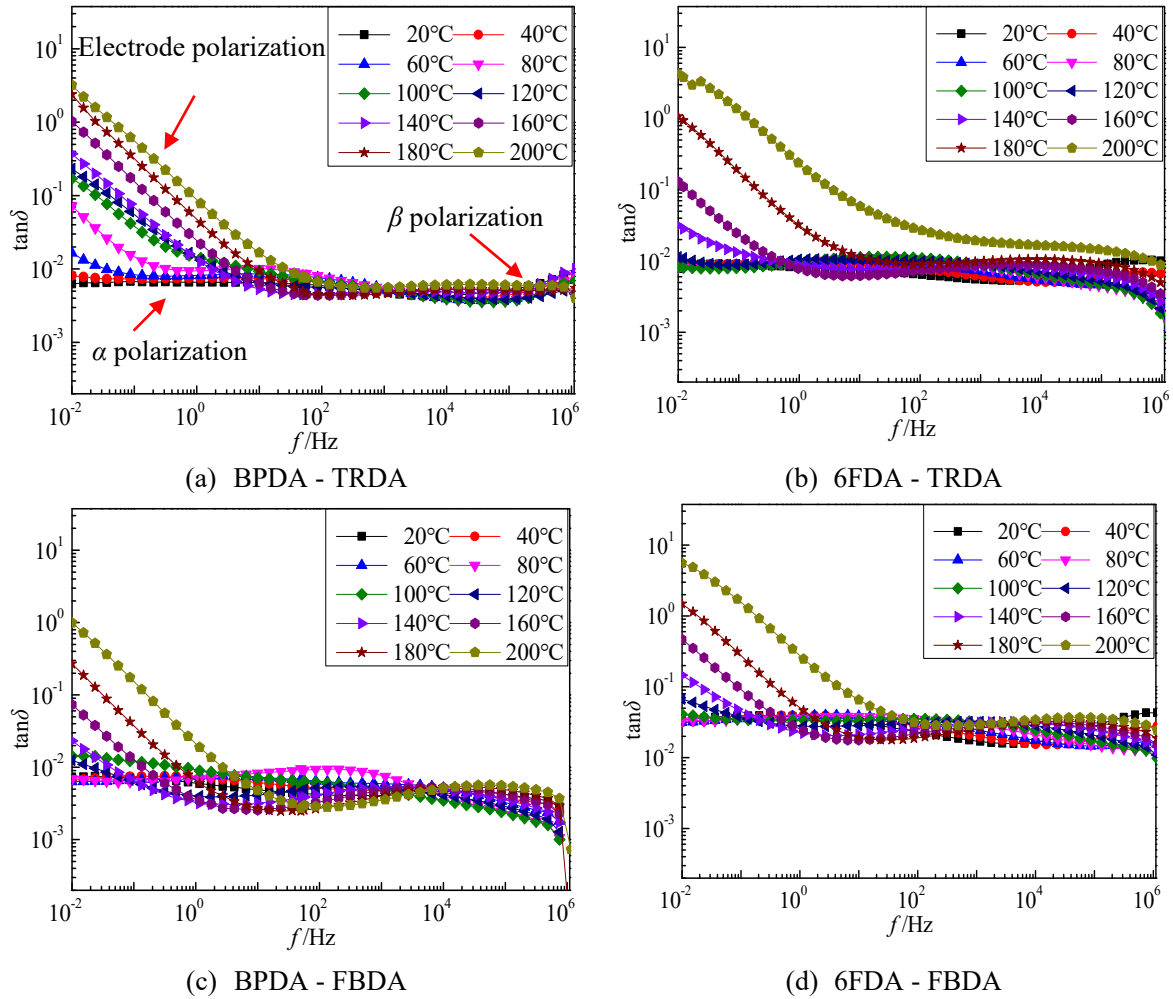 Electrode polarization
α polarization
β polarization
20℃ 40℃
60℃ 80℃
100℃ 120℃
140℃ 160℃
180℃ 200℃
tanδ
10¹
10⁰
10⁻¹
10⁻²
10⁻³
10⁻² 10⁰ 10² 10⁴ 10⁶
f/Hz
(a) BPDA - TRDA
20℃ 40℃
60℃ 80℃
100℃ 120℃
140℃ 160℃
180℃ 200℃
tanδ
10¹
10⁰
10⁻¹
10⁻²
10⁻³
10⁻² 10⁰ 10² 10⁴ 10⁶
f/Hz
(b) 6FDA - TRDA
20℃ 40℃
60℃ 80℃
100℃ 120℃
140℃ 160℃
180℃ 200℃
tanδ
10¹
10⁰
10⁻¹
10⁻²
10⁻³
10⁻² 10⁰ 10² 10⁴ 10⁶
f/Hz
(c) BPDA - FBDA
20℃ 40℃
60℃ 80℃
100℃ 120℃
140℃ 160℃
180℃ 200℃
tanδ
10¹
10⁰
10⁻¹
10⁻²
10⁻³
10⁻² 10⁰ 10² 10⁴ 10⁶
f/Hz
(d) 6FDA - FBDA